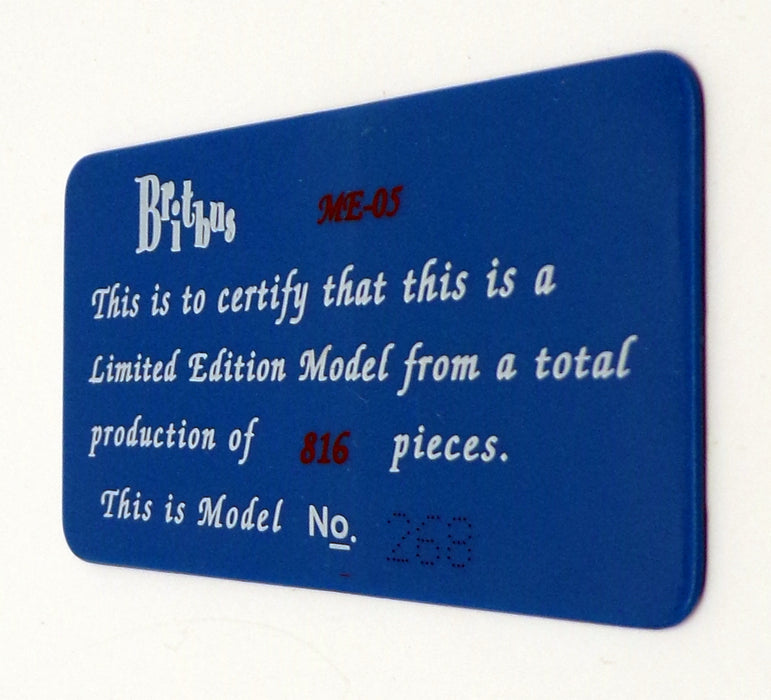 Britbus ME-05
This is to certify that this is a
Limited Edition Model from a total
production of 816 pieces.
This is Model No. 268